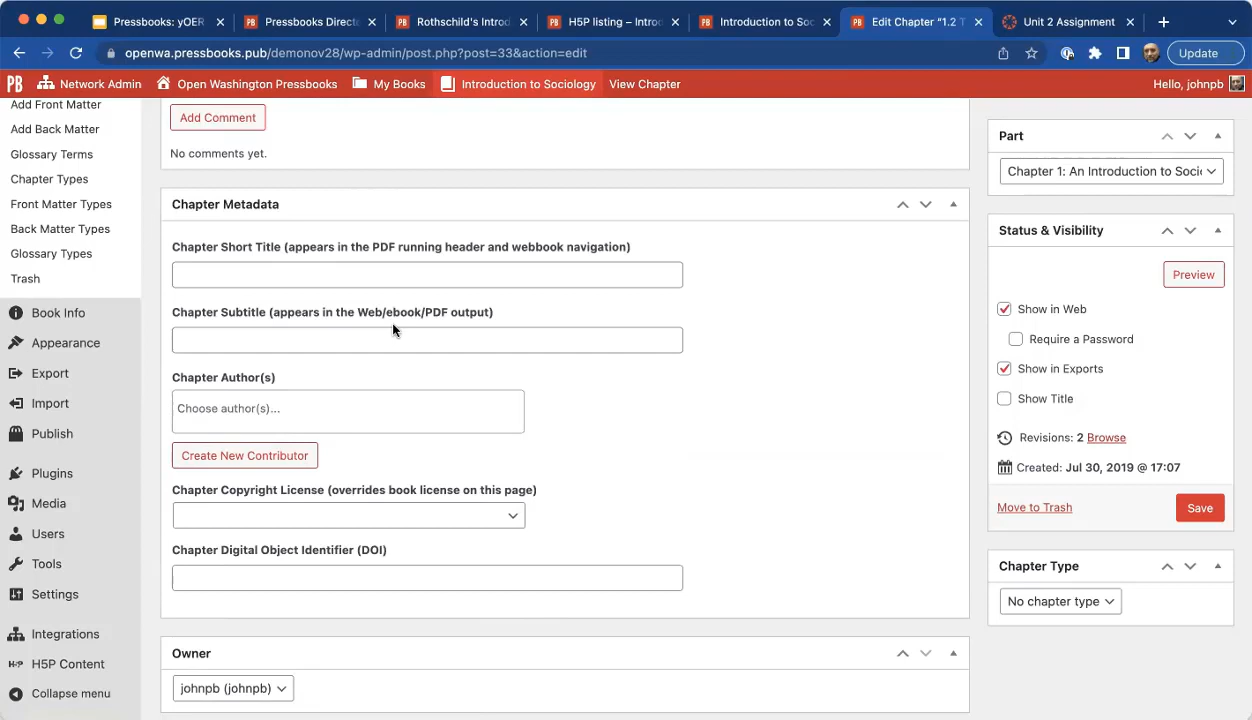 Pressbooks: yOER
Pressbooks Direct
Rothschild's Introd
H5P listing – Introd
Introduction to Soc
Edit Chapter "1.2 T
Unit 2 Assignment
openwa.pressbooks.pub/demonov28/wp-admin/post.php?post=33&action=edit
Update
PB Network Admin Open Washington Pressbooks My Books Introduction to Sociology View Chapter Hello, johnpb
Add Front Matter
Add Back Matter
Glossary Terms
Chapter Types
Front Matter Types
Back Matter Types
Glossary Types
Trash
Book Info
Appearance
Export
Import
Publish
Plugins
Media
Users
Tools
Settings
Integrations
H5P Content
Collapse menu
Add Comment
No comments yet.
Chapter Metadata
Chapter Short Title (appears in the PDF running header and webbook navigation)
Chapter Subtitle (appears in the Web/ebook/PDF output)
Chapter Author(s)
Choose author(s)...
Create New Contributor
Chapter Copyright License (overrides book license on this page)
Chapter Digital Object Identifier (DOI)
Owner
johnpb (johnpb)
Part
Chapter 1: An Introduction to Soci
Status & Visibility
Preview
Show in Web
Require a Password
Show in Exports
Show Title
Revisions: 2 Browse
Created: Jul 30, 2019 @ 17:07
Move to Trash
Save
Chapter Type
No chapter type